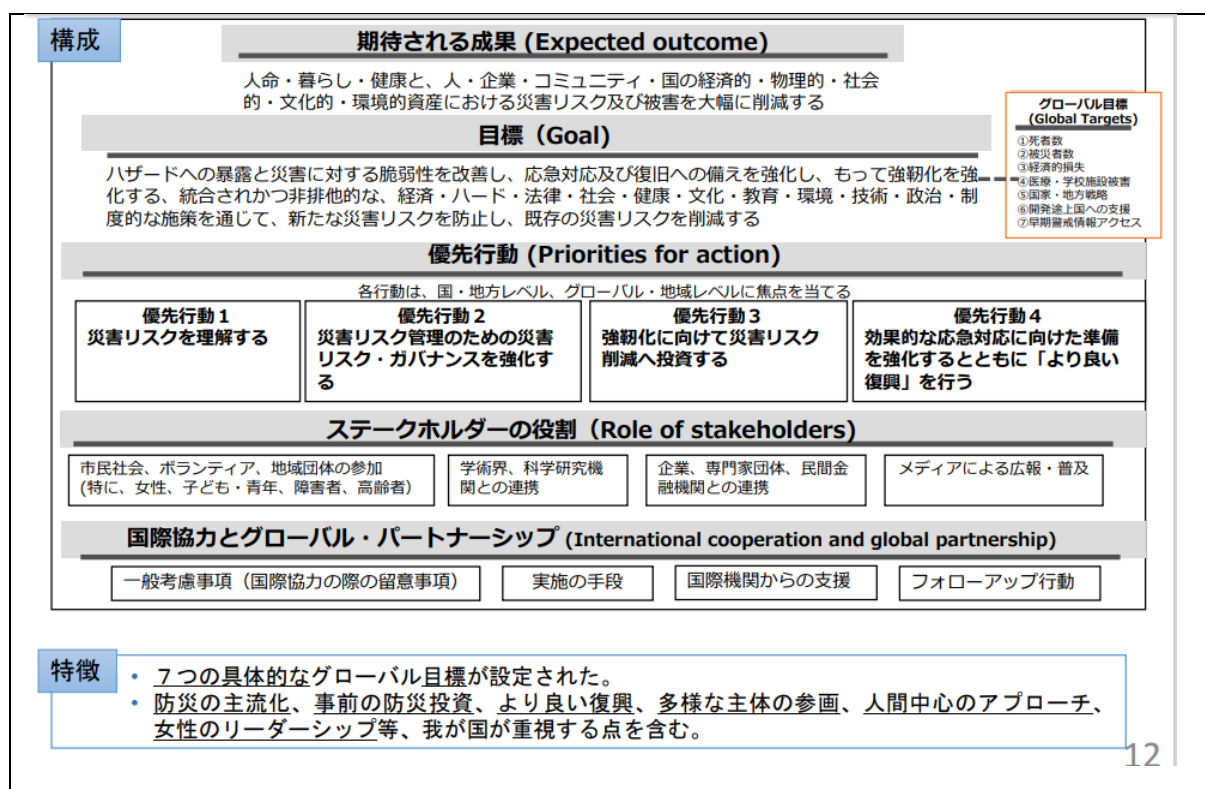 構成
期待される成果 (Expected outcome)
人命・暮らし・健康と、人・企業・コミュニティ・国の経済的・物理的・社会
的・文化的・環境的資産における災害リスク及び被害を大幅に削減する
目標（Goal)
ハザードへの暴露と災害に対する脆弱性を改善し、応急対応及び復旧への備えを強化し、もって強靭化を強
化する、統合されかつ非排他的な、経済・ハード・法律・社会・健康・文化・教育・環境・技術・政治・制
度的な施策を通じて、新たな災害リスクを防止し、既存の災害リスクを削減する
グローバル目標
(Global Targets)
①死者数
②被災者数
③経済的損失
④医療・学校施設被害
⑤国家・地方戦略
⑥開発途上国への支援
⑦早期警戒情報アクセス
優先行動 (Priorities for action)
各行動は、国・地方レベル、グローバル・地域レベルに焦点を当てる
優先行動１
災害リスクを理解する
優先行動２
災害リスク管理のための災害
リスク・ガバナンスを強化す
る
優先行動３
強靭化に向けて災害リスク
削減へ投資する
優先行動４
効果的な応急対応に向けた準備
を強化するとともに「より良い
復興」を行う
ステークホルダーの役割（Role of stakeholders)
市民社会、ボランティア、地域団体の参加
(特に、女性、子ども・青年、障害者、高齢者）
学術界、科学研究機
関との連携
企業、専門家団体、民間金
融機関との連携
メディアによる広報・普及
国際協力とグローバル・パートナーシップ (International cooperation and global partnership)
一般考慮事項（国際協力の際の留意事項）
実施の手段
国際機関からの支援
フォローアップ行動
特徴
• ７つの具体的なグローバル目標が設定された。
• 防災の主流化、事前の防災投資、より良い復興、多様な主体の参画、人間中心のアプローチ、
女性のリーダーシップ等、我が国が重視する点を含む。
12